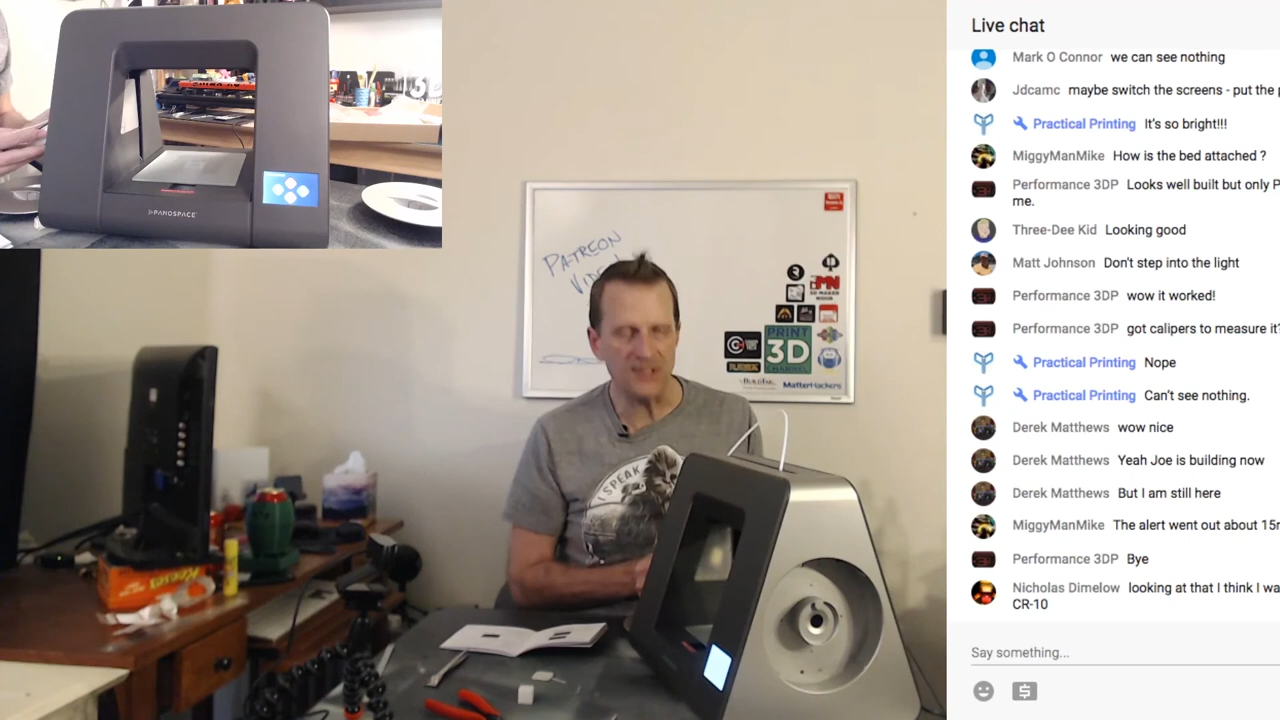 PANOSPACE
PATREON
I SPEAK
PRINT
3D
CHANNEL
MatterHackers
Live chat
Mark O Connor we can see nothing
Jdcamc maybe switch the screens - put the
Practical Printing It's so bright!!!
MiggyManMike How is the bed attached ?
Performance 3DP Looks well built but only
me.
Three-Dee Kid Looking good
Matt Johnson Don't step into the light
Performance 3DP wow it worked!
Performance 3DP got calipers to measure it?
Practical Printing Nope
Practical Printing Can't see nothing.
Derek Matthews wow nice
Derek Matthews Yeah Joe is building now
Derek Matthews But I am still here
MiggyManMike The alert went out about
Performance 3DP Bye
Nicholas Dimelow looking at that I think I
CR-10
Say something...